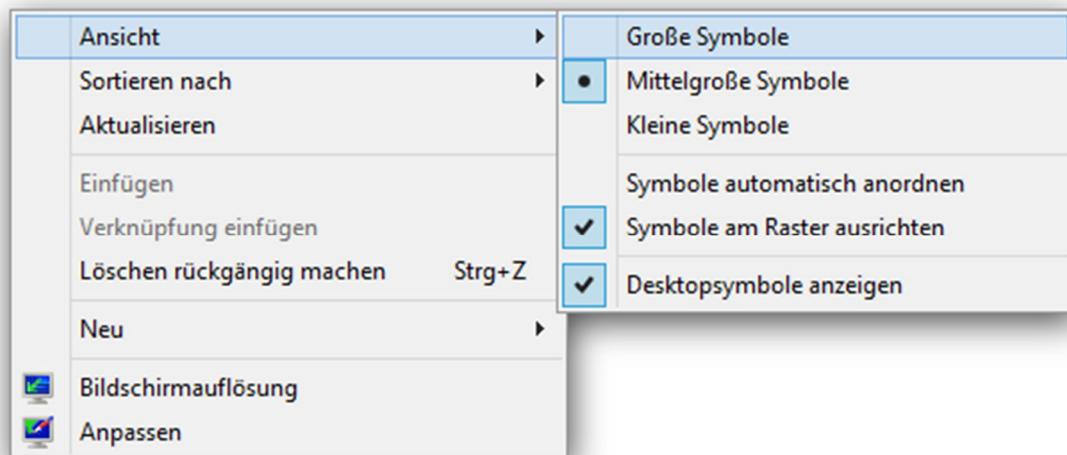 Ansicht
Sortieren nach
Aktualisieren
Einfügen
Verknüpfung einfügen
Löschen rückgängig machen Strg+Z
Neu
Bildschirmauflösung
Anpassen
Große Symbole
Mittelgroße Symbole
Kleine Symbole
Symbole automatisch anordnen
Symbole am Raster ausrichten
Desktopsymbole anzeigen